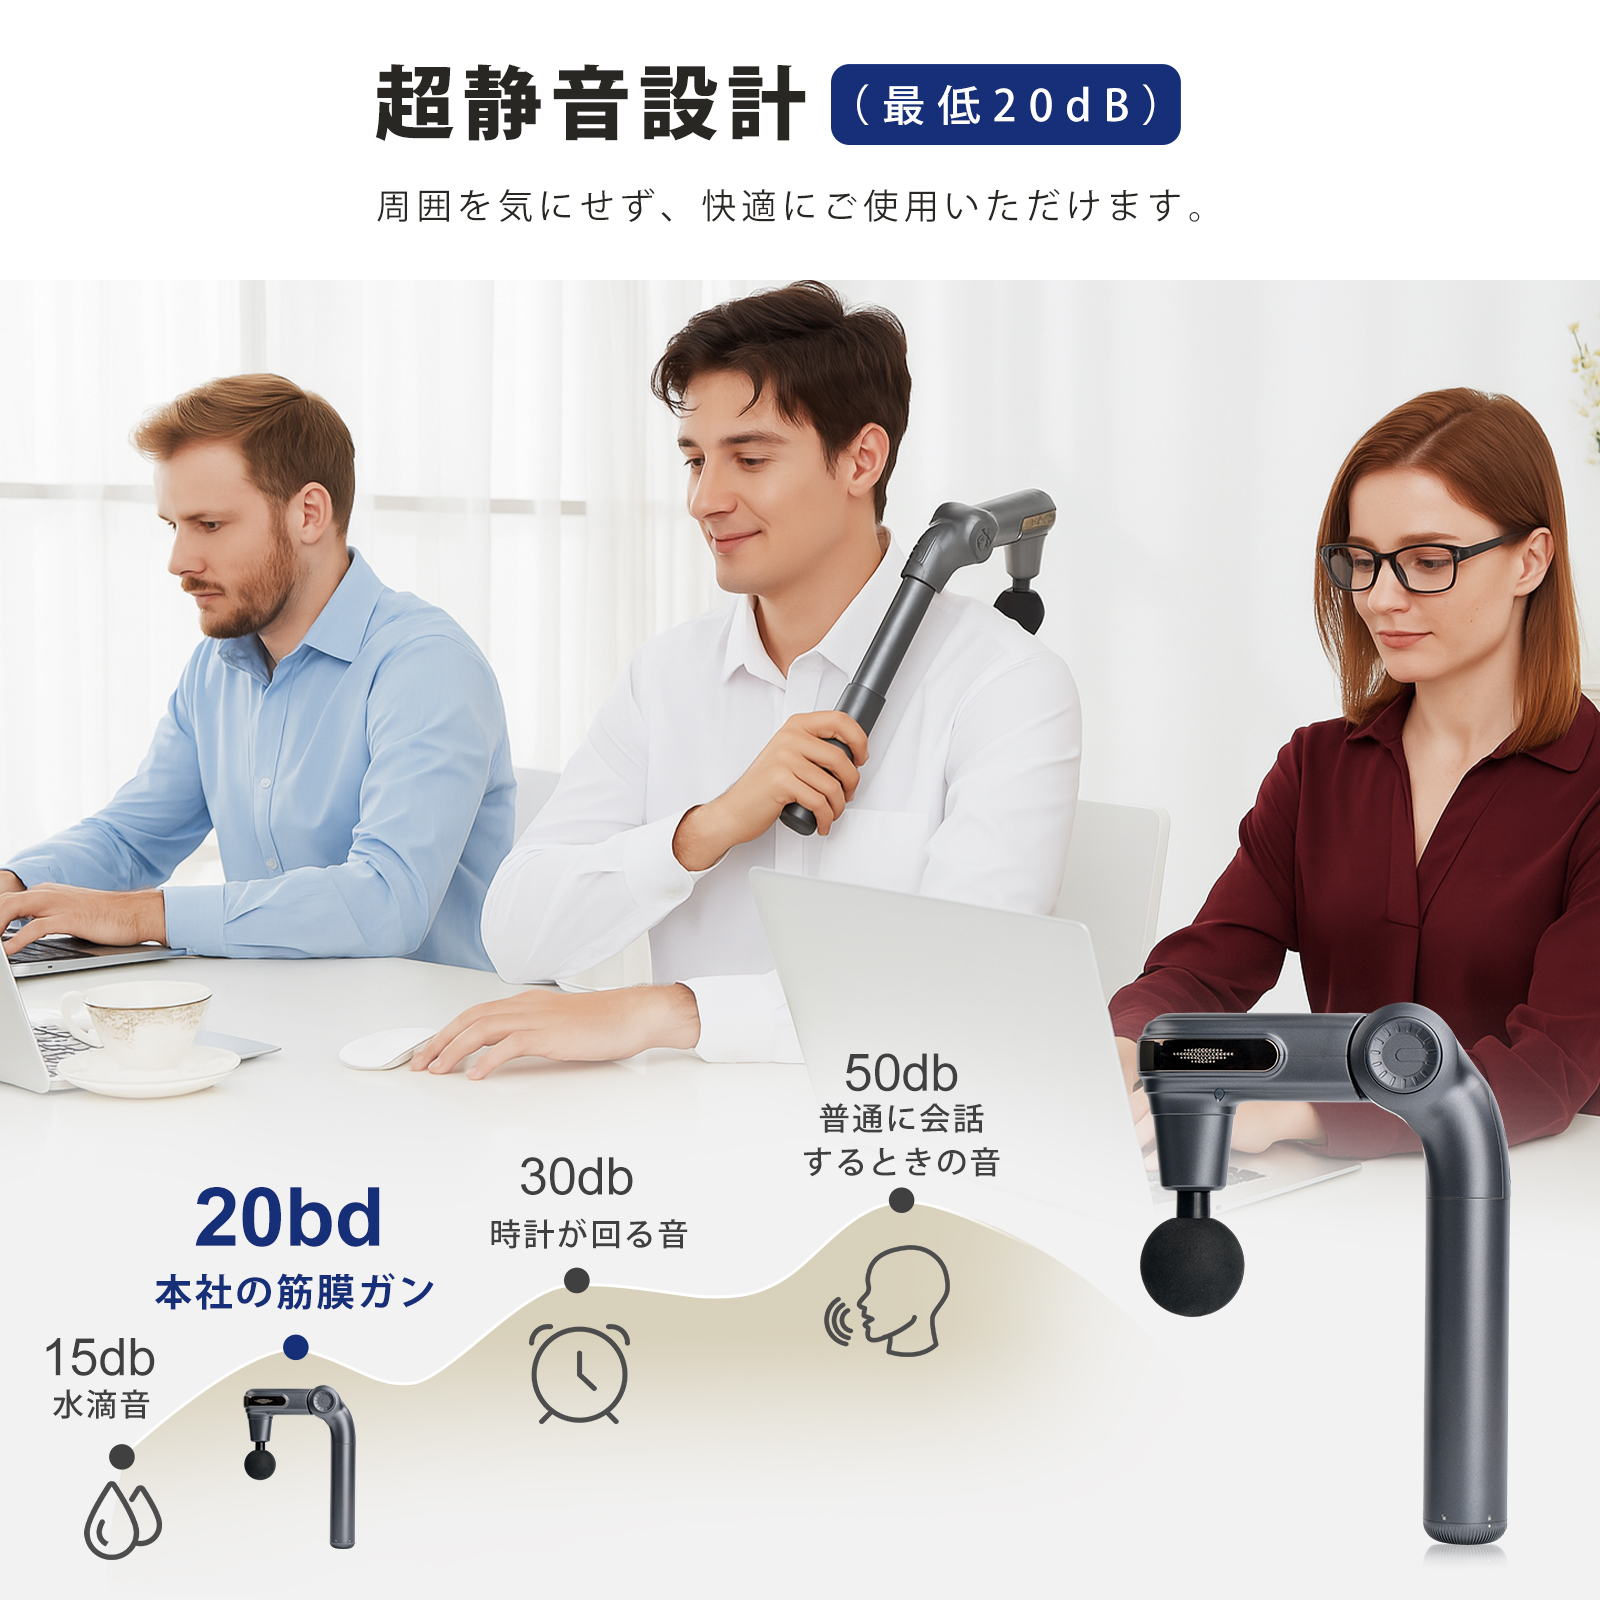 超静音設計
（最低20dB）
周囲を気にせず、快適にご使用いただけます。
50db
普通に会話
するときの音
30db
時計が回る音
20bd
本社の筋膜ガン
15db
水滴音